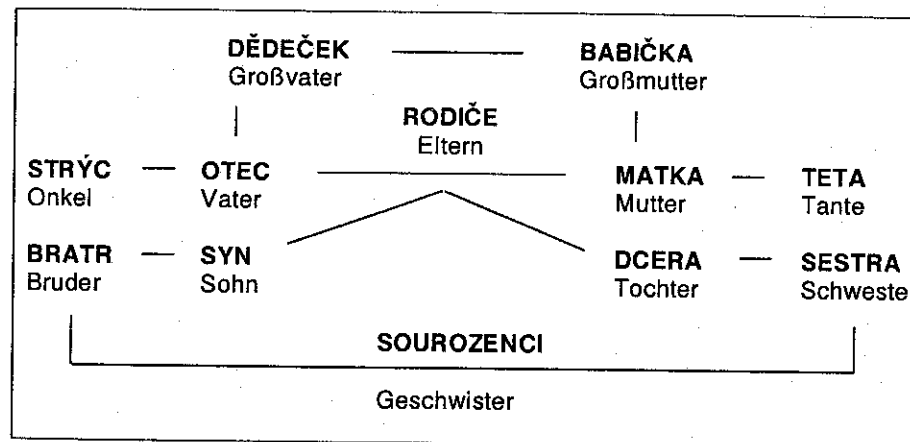 DĚDEČEK BABIČKA
Großvater Großmutter
RODIČE
Eltern
STRÝC OTEC MATKA TETA
Onkel Vater Mutter Tante
BRATR SYN DCERA SESTRA
Bruder Sohn Tochter Schweste
SOUROZENCI
Geschwister